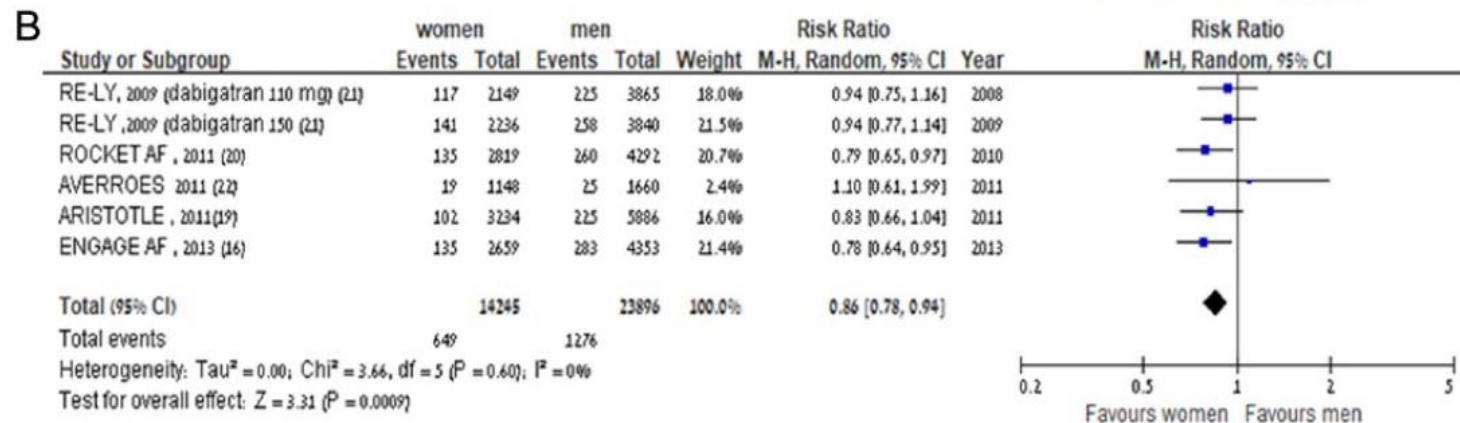 B
women men Risk Ratio Risk Ratio
Study or Subgroup Events Total Events Total Weight M-H, Random, 95% CI Year M-H, Random, 95% CI
RE-LY, 2009 (dabigatran 110 mg) (21) 117 2149 225 3865 18.0% 0.94 [0.75, 1.16] 2008
RE-LY ,2009 (dabigatran 150 (21) 141 2236 258 3840 21.5% 0.94 [0.77, 1.14] 2009
ROCKET AF , 2011 (20) 135 2819 260 4292 20.7% 0.79 [0.65, 0.97] 2010
AVERROES 2011 (22) 19 1148 25 1660 2.4% 1.10 [0.61, 1.99] 2011
ARISTOTLE , 2011(19) 102 3234 225 5886 16.0% 0.83 [0.66, 1.04] 2011
ENGAGE AF , 2013 (16) 135 2659 283 4353 21.4% 0.78 [0.64, 0.95] 2013
Total (95% CI) 14245 23896 100.0% 0.86 [0.78, 0.94]
Total events 649 1276
Heterogeneity: Tau² = 0.00; Chi² = 3.66, df = 5 (P = 0.60); I² = 0%
Test for overall effect: Z = 3.31 (P = 0.0009)
0.2 0.5 1 2 5
Favours women Favours men